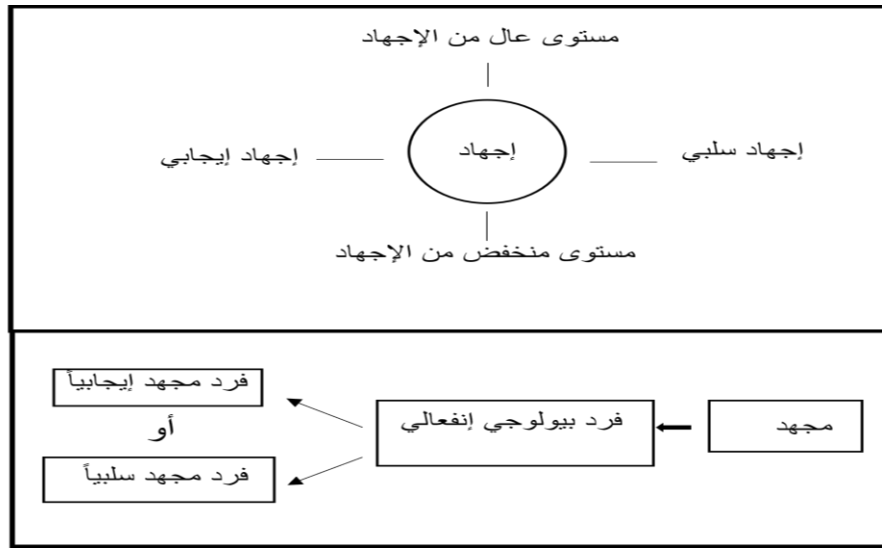 مستوى عال من الإجهاد
إجهاد سلبي
إجهاد
إجهاد إيجابي
مستوى منخفض من الإجهاد
مجهد
فرد بيولوجي إنفعالي
فرد مجهد إيجابياً
أو
فرد مجهد سلبياً